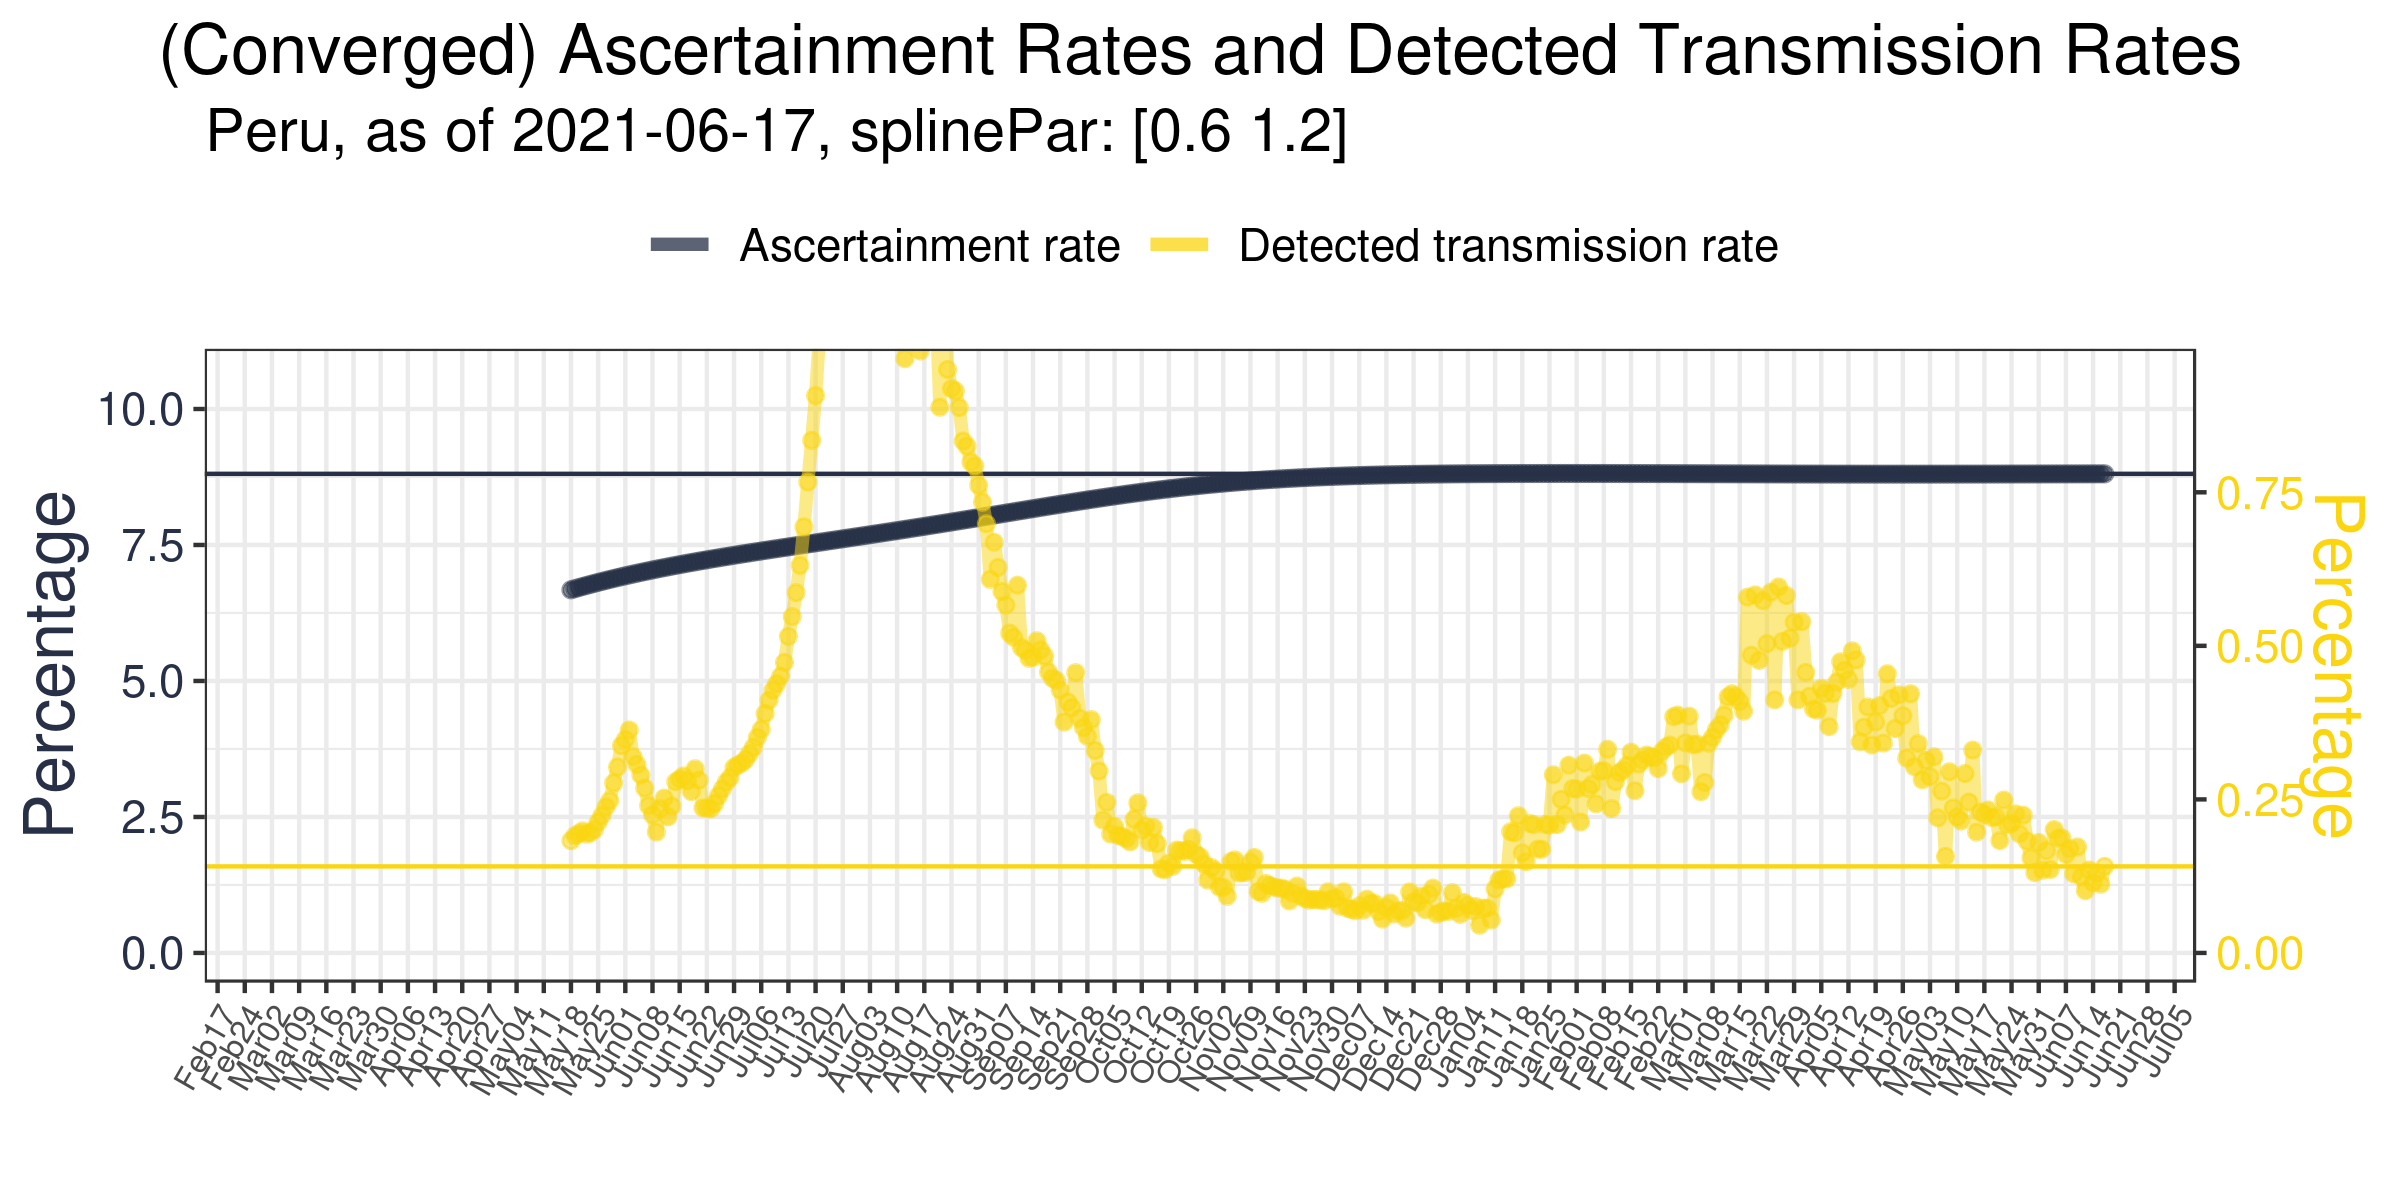 (Converged) Ascertainment Rates and Detected Transmission Rates
Peru, as of 2021-06-17, splinePar: [0.6 1.2]
Ascertainment rate
Detected transmission rate
Percentage
10.0
7.5
5.0
2.5
0.0
0.75
0.50
0.25
0.00
Percentage
Feb17
Feb24
Mar02
Mar09
Mar16
Mar23
Mar30
Apr06
Apr13
Apr20
Apr27
May04
May11
May18
May25
Jun01
Jun08
Jun15
Jun22
Jun29
Jul06
Jul13
Jul20
Jul27
Aug03
Aug10
Aug17
Aug24
Aug31
Sep07
Sep14
Sep21
Sep28
Oct05
Oct12
Oct19
Oct26
Nov02
Nov09
Nov16
Nov23
Nov30
Dec07
Dec14
Dec21
Dec28
Jan04
Jan11
Jan18
Jan25
Feb01
Feb08
Feb15
Feb22
Mar01
Mar08
Mar15
Mar22
Mar29
Apr05
Apr12
Apr19
Apr26
May03
May10
May17
May24
May31
Jun07
Jun14
Jun21
Jun28
Jul05